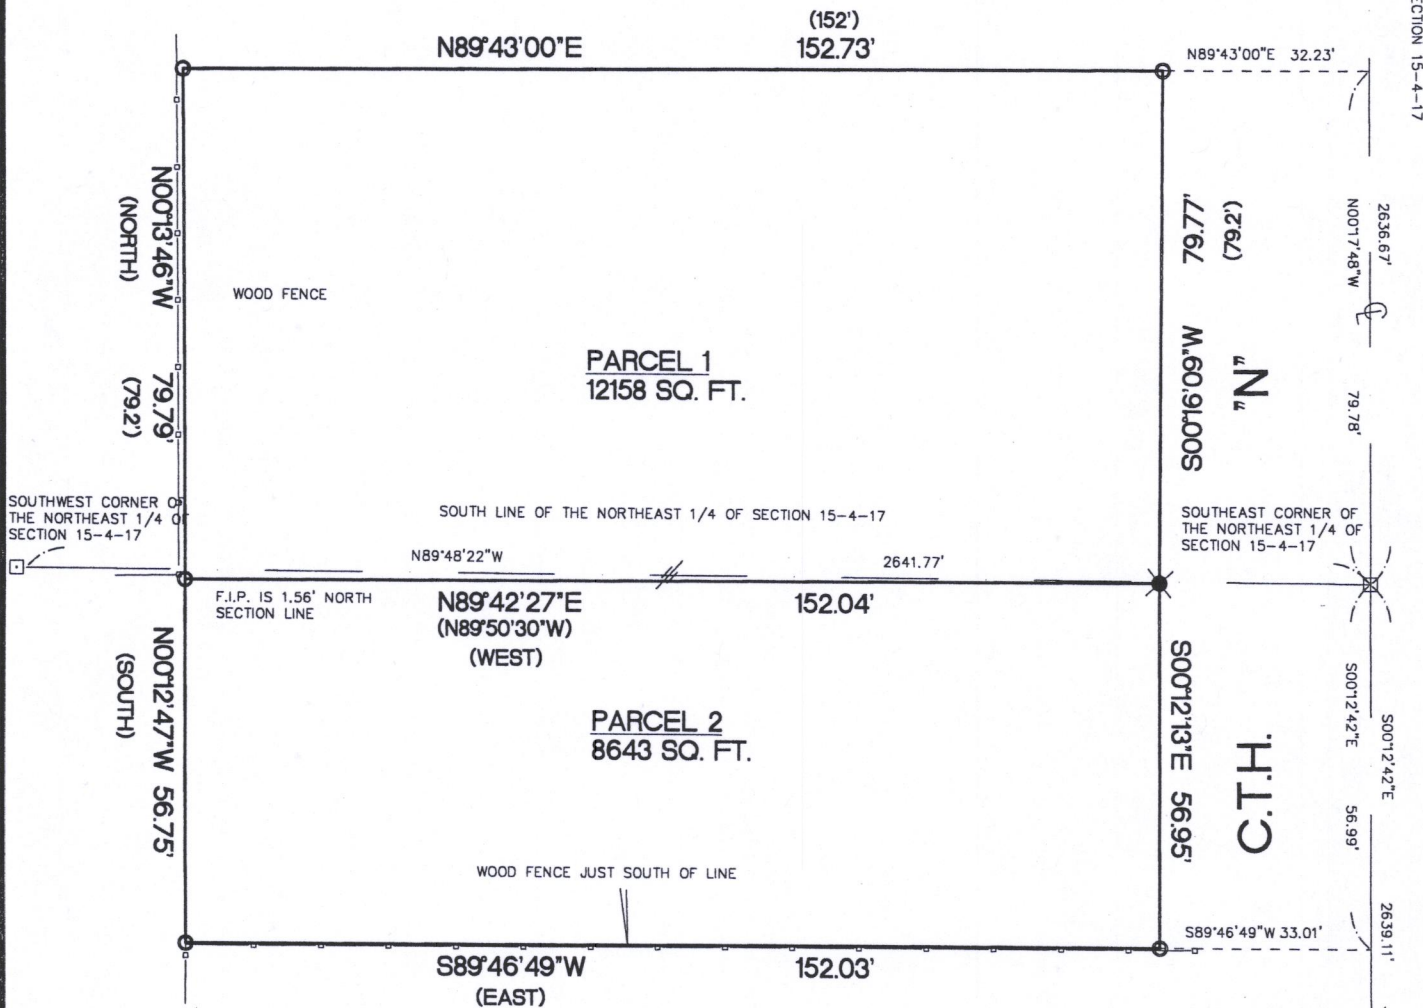 (152')
N89°43'00"E 152.73'
N89°43'00"E 32.23'
SECTION 15-4-17
N00°13'46"W 79.79'
(NORTH) (79.2')
WOOD FENCE
PARCEL 1
12158 SQ. FT.
(79.2')
79.77'
S00°16'09"W
"N"
2636.67'
N00°17'48"W
79.78'
SOUTHWEST CORNER OF
THE NORTHEAST 1/4 OF
SECTION 15-4-17
SOUTH LINE OF THE NORTHEAST 1/4 OF SECTION 15-4-17
SOUTHEAST CORNER OF
THE NORTHEAST 1/4 OF
SECTION 15-4-17
N89°48'22"W 2641.77'
F.I.P. IS 1.56' NORTH
SECTION LINE
N89°42'27"E 152.04'
(N89°50'30"W)
(WEST)
N00°12'47"W 56.75'
(SOUTH)
PARCEL 2
8643 SQ. FT.
S00°12'13"E 56.95'
C.T.H.
S00°12'42"E
56.99'
S00°12'42"E
2639.11'
WOOD FENCE JUST SOUTH OF LINE
S89°46'49"W 33.01'
S89°46'49"W 152.03'
(EAST)